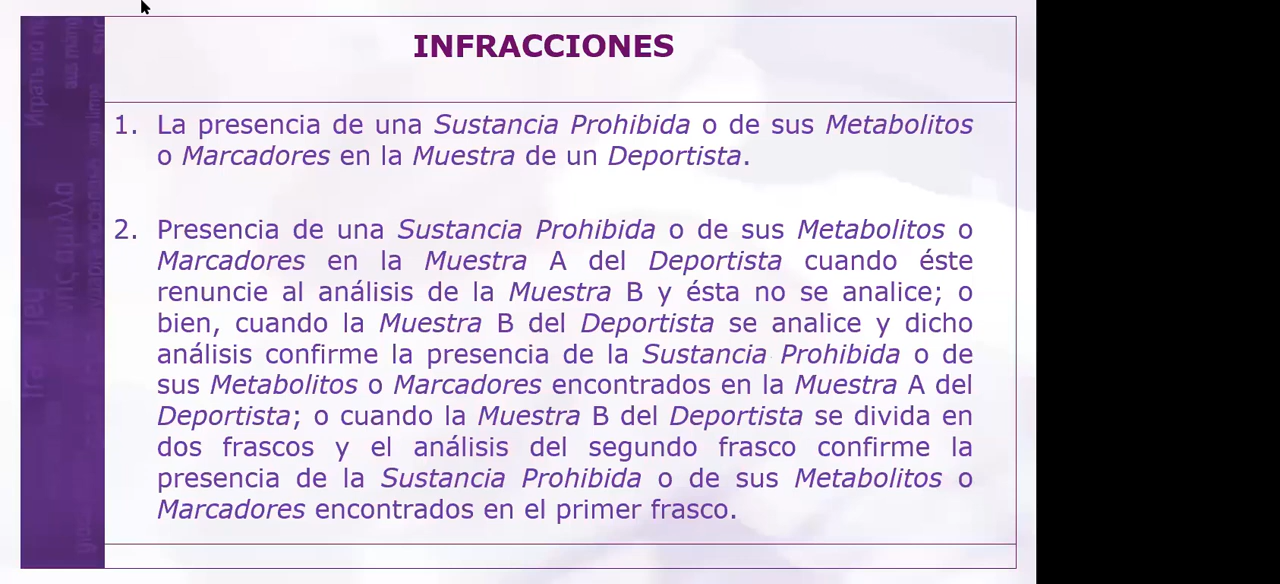 INFRACCIONES
1. La presencia de una Sustancia Prohibida o de sus Metabolitos
o Marcadores en la Muestra de un Deportista.
2. Presencia de una Sustancia Prohibida o de sus Metabolitos o
Marcadores en la Muestra A del Deportista cuando éste
renuncie al análisis de la Muestra B y ésta no se analice; o
bien, cuando la Muestra B del Deportista se analice y dicho
análisis confirme la presencia de la Sustancia Prohibida o de
sus Metabolitos o Marcadores encontrados en la Muestra A del
Deportista; o cuando la Muestra B del Deportista se divida en
dos frascos y el análisis del segundo frasco confirme la
presencia de la Sustancia Prohibida o de sus Metabolitos o
Marcadores encontrados en el primer frasco.